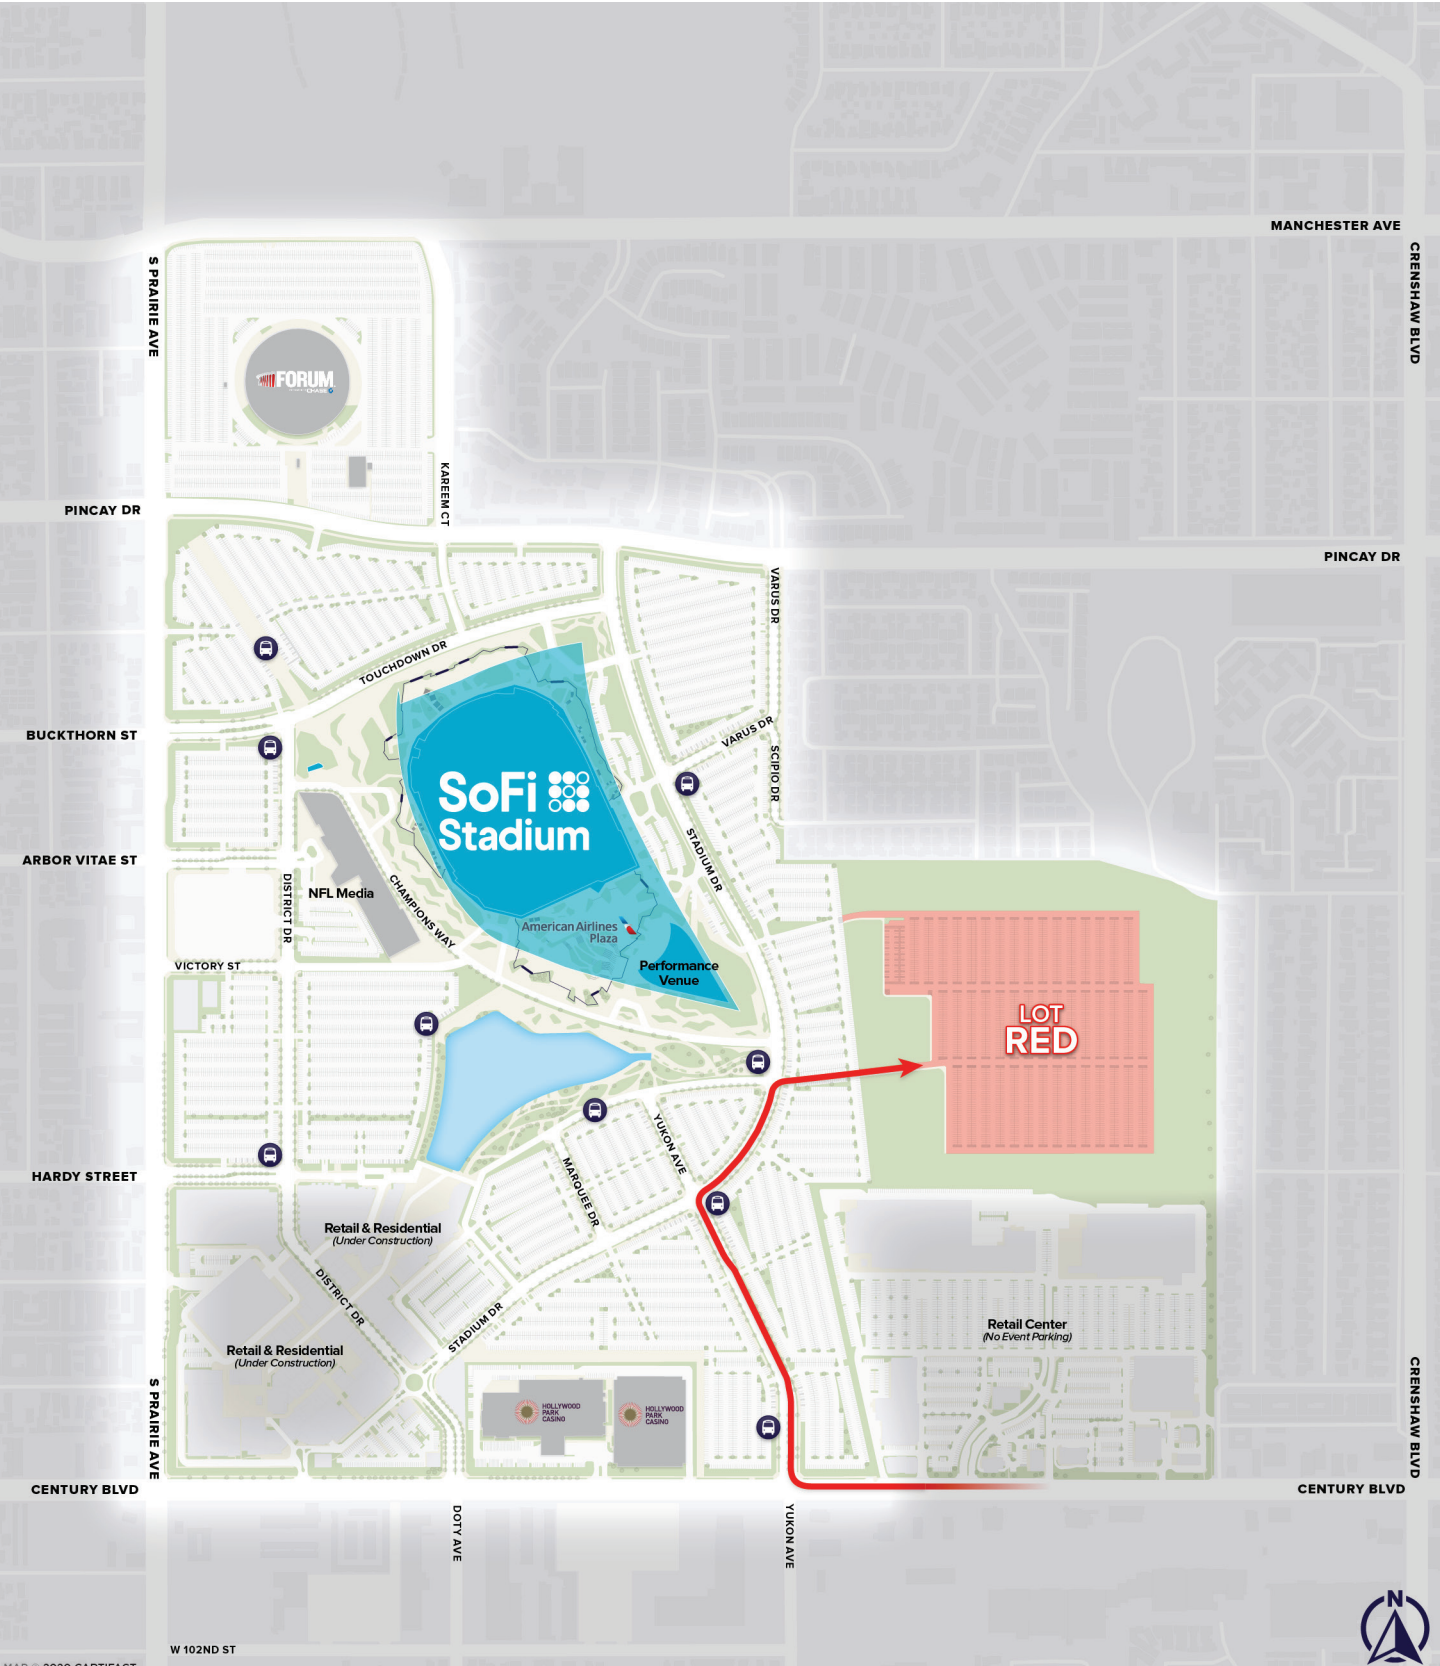 MANCHESTER AVE
S PRAIRIE AVE
CRENSHAW BLVD
FORUM
CHASE
KAREEM CT
PINCAY DR
PINCAY DR
VARUS DR
TOUCHDOWN DR
VARUS DR
BUCKTHORN ST
SCIPIO DR
SoFi
Stadium
STADIUM DR
ARBOR VITAE ST
DISTRICT DR
NFL Media
CHAMPIONS WAY
American Airlines
Plaza
Performance
Venue
VICTORY ST
LOT
RED
YUKON AVE
MARQUEE DR
HARDY STREET
Retail & Residential
(Under Construction)
DISTRICT DR
STADIUM DR
Retail Center
(No Event Parking)
Retail & Residential
(Under Construction)
S PRAIRIE AVE
HOLLYWOOD
PARK
CASINO
HOLLYWOOD
PARK
CASINO
CRENSHAW BLVD
CENTURY BLVD
CENTURY BLVD
DOTY AVE
YUKON AVE
N
W 102ND ST
MAP © 2020 CARTIFACT